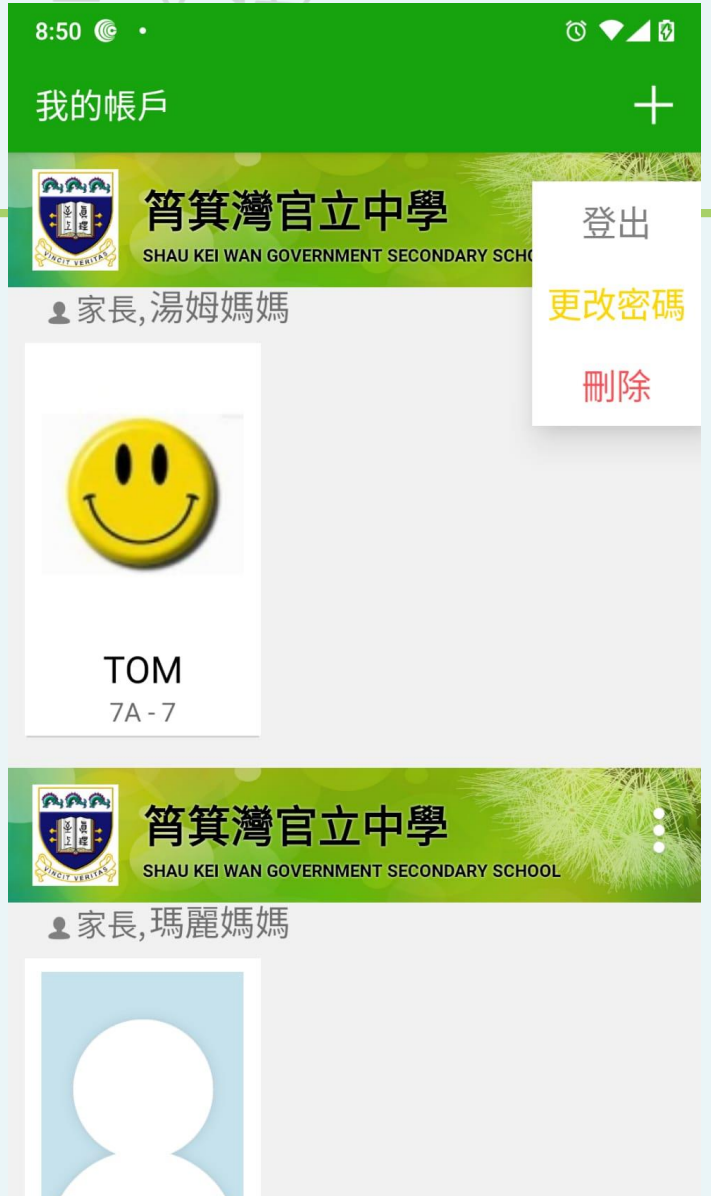 8:50
我的帳戶
筲箕灣官立中學
SHAU KEI WAN GOVERNMENT SECONDARY SCHO
登出
更改密碼
刪除
家長,湯姆媽媽
TOM
7A - 7
筲箕灣官立中學
SHAU KEI WAN GOVERNMENT SECONDARY SCHOOL
家長,瑪麗媽媽